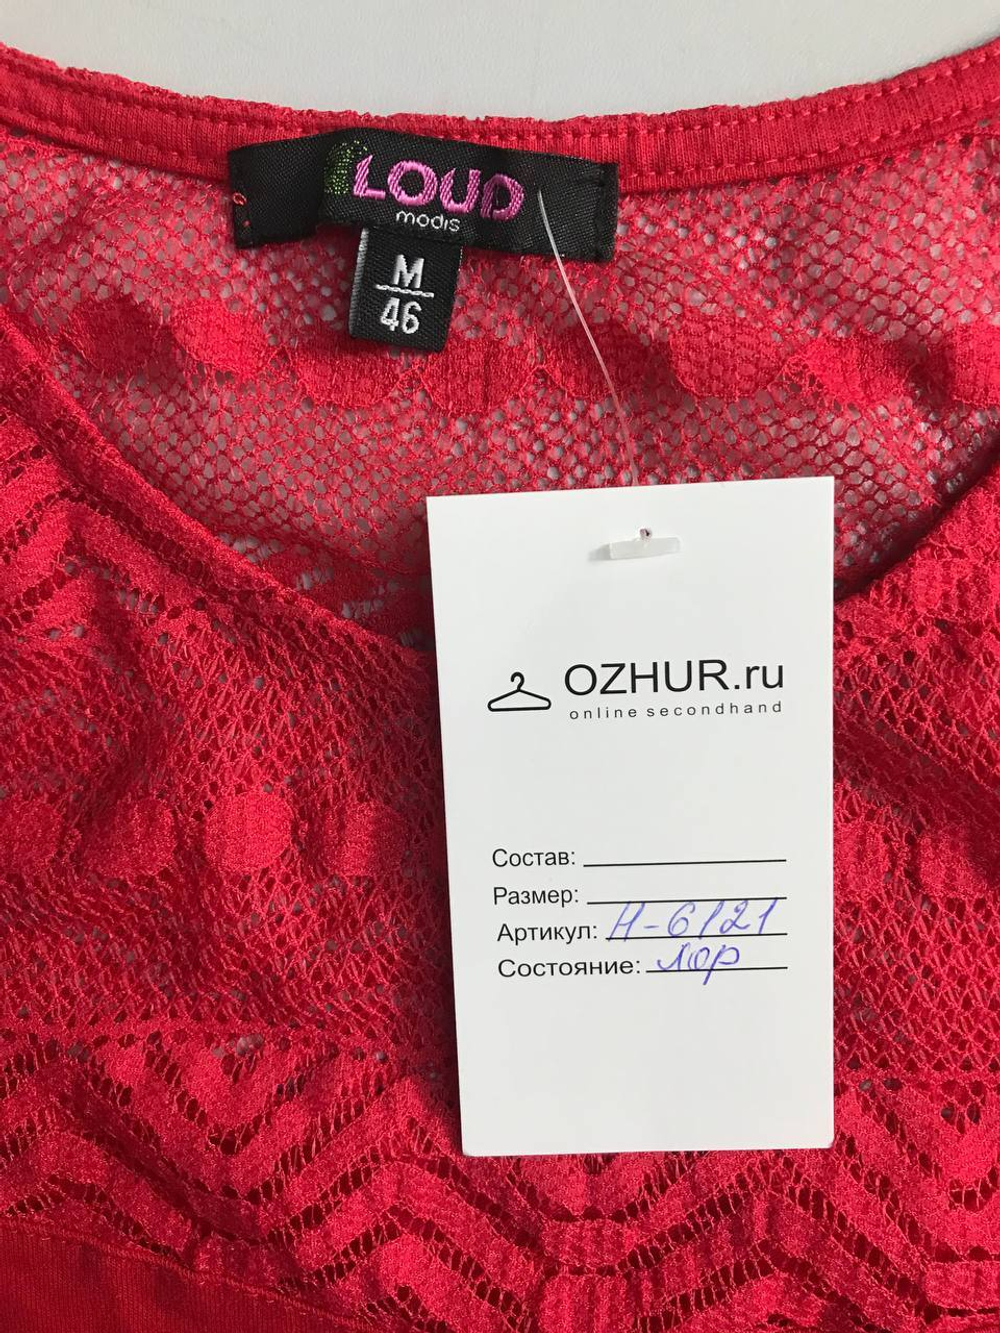 LOUD
modis
M
46
OZHUR.ru
online secondhand
Состав:
Размер:
Артикул: Н-6121
Состояние: хор